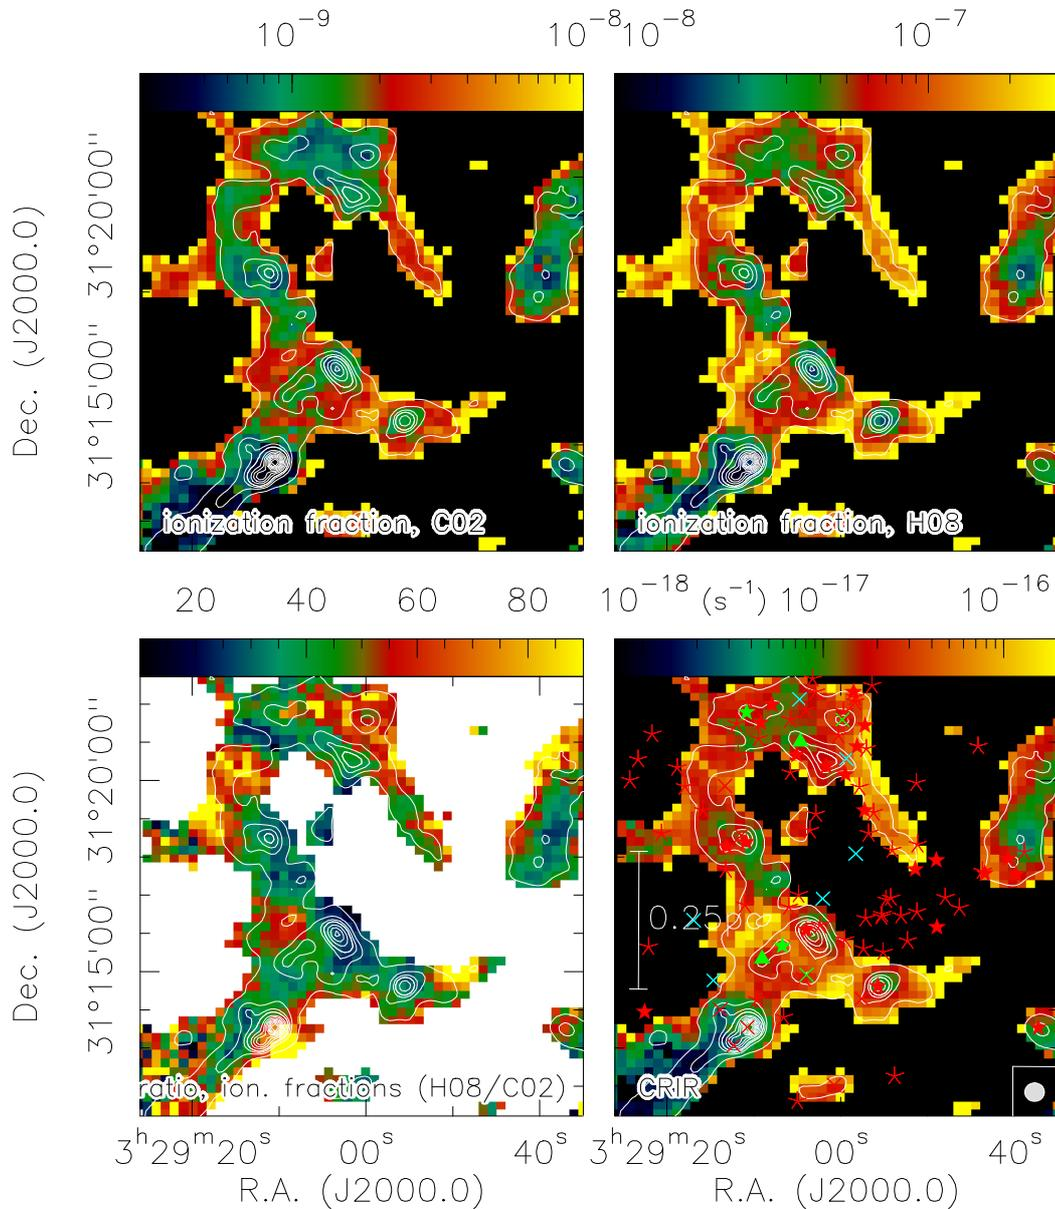 10⁻⁹ 10⁻⁸ 10⁻⁸ 10⁻⁷
Dec. (J2000.0)
31°20'00"
31°15'00"
ionization fraction, C02
ionization fraction, H08
20 40 60 80 10⁻¹⁸ (s⁻¹) 10⁻¹⁷ 10⁻¹⁶
Dec. (J2000.0)
31°20'00"
31°15'00"
0.25pc
ratio, ion. fractions (H08/C02)
CRIR
3ʰ29ᵐ20ˢ 00ˢ 40ˢ 3ʰ29ᵐ20ˢ 00ˢ 40ˢ
R.A. (J2000.0) R.A. (J2000.0)